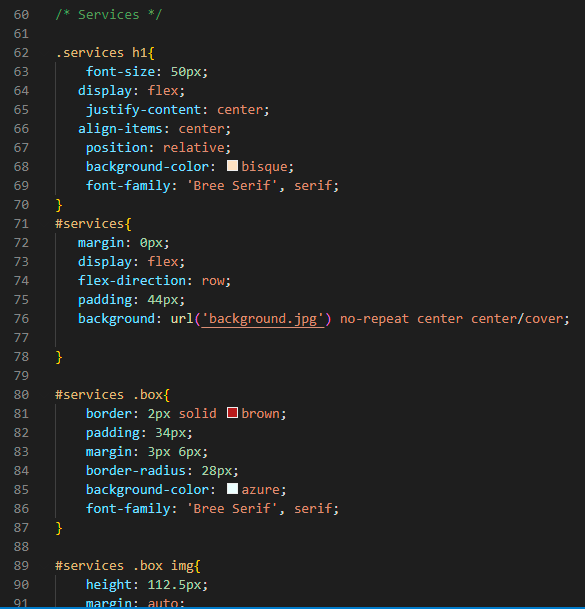 60 /* Services */
61
62 .services h1{
63 font-size: 50px;
64 display: flex;
65 justify-content: center;
66 align-items: center;
67 position: relative;
68 background-color: bisque;
69 font-family: 'Bree Serif', serif;
70 }
71 #services{
72 margin: 0px;
73 display: flex;
74 flex-direction: row;
75 padding: 44px;
76 background: url('background.jpg') no-repeat center center/cover;
77
78 }
79
80 #services .box{
81 border: 2px solid brown;
82 padding: 34px;
83 margin: 3px 6px;
84 border-radius: 28px;
85 background-color: azure;
86 font-family: 'Bree Serif', serif;
87 }
88
89 #services .box img{
90 height: 112.5px;
91 margin: auto;